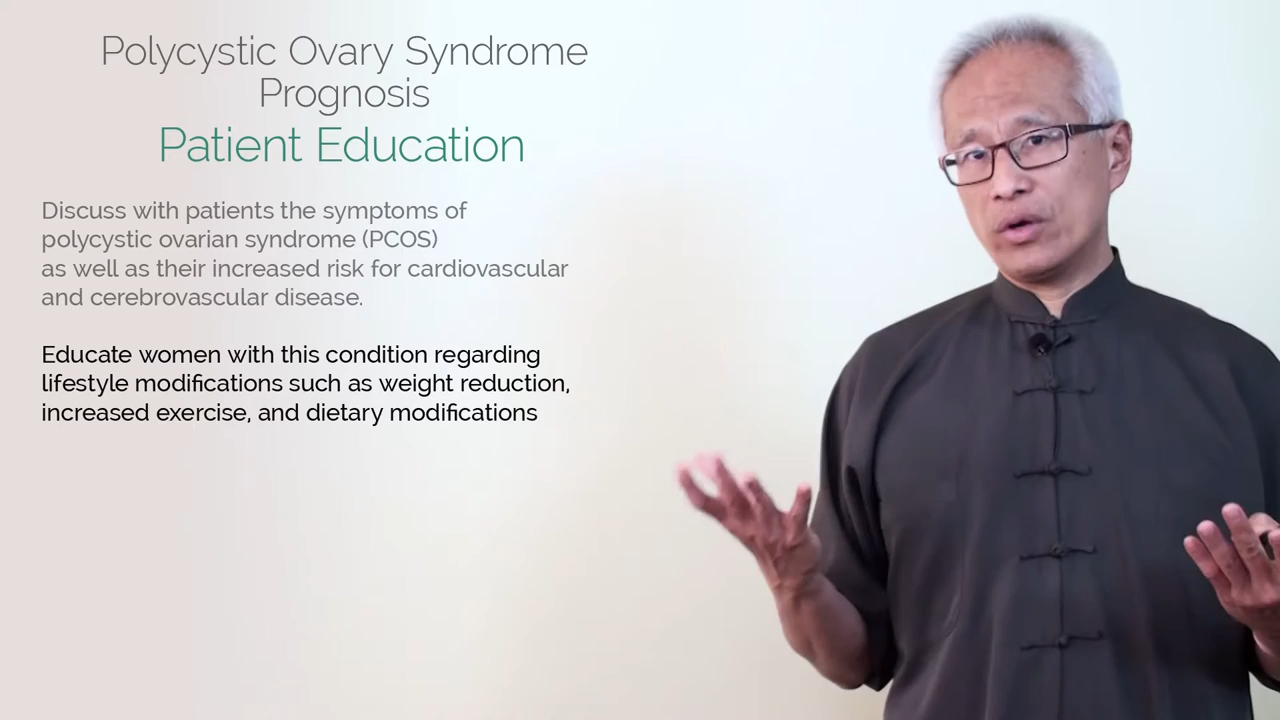 Polycystic Ovary Syndrome
Prognosis
Patient Education
Discuss with patients the symptoms of
polycystic ovarian syndrome (PCOS)
as well as their increased risk for cardiovascular
and cerebrovascular disease.
Educate women with this condition regarding
lifestyle modifications such as weight reduction,
increased exercise, and dietary modifications